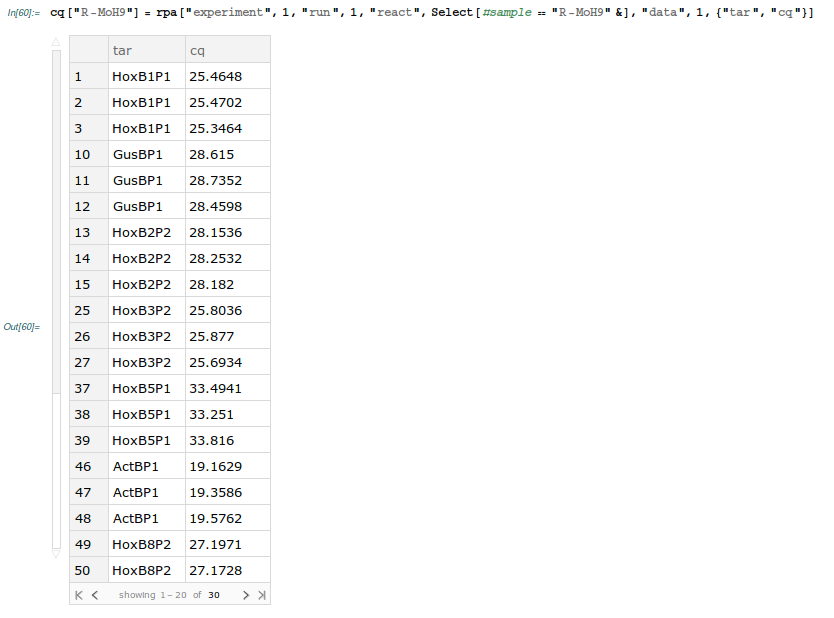 In[60]:= cq["R-MoH9"] = rpa["experiment", 1, "run", 1, "react", Select[#sample == "R-MoH9" &], "data", 1, {"tar", "cq"}]
tar cq
1 HoxB1P1 25.4648
2 HoxB1P1 25.4702
3 HoxB1P1 25.3464
10 GusBP1 28.615
11 GusBP1 28.7352
12 GusBP1 28.4598
13 HoxB2P2 28.1536
14 HoxB2P2 28.2532
15 HoxB2P2 28.182
25 HoxB3P2 25.8036
Out[60]=
26 HoxB3P2 25.877
27 HoxB3P2 25.6934
37 HoxB5P1 33.4941
38 HoxB5P1 33.251
39 HoxB5P1 33.816
46 ActBP1 19.1629
47 ActBP1 19.3586
48 ActBP1 19.5762
49 HoxB8P2 27.1971
50 HoxB8P2 27.1728
showing 1–20 of 30